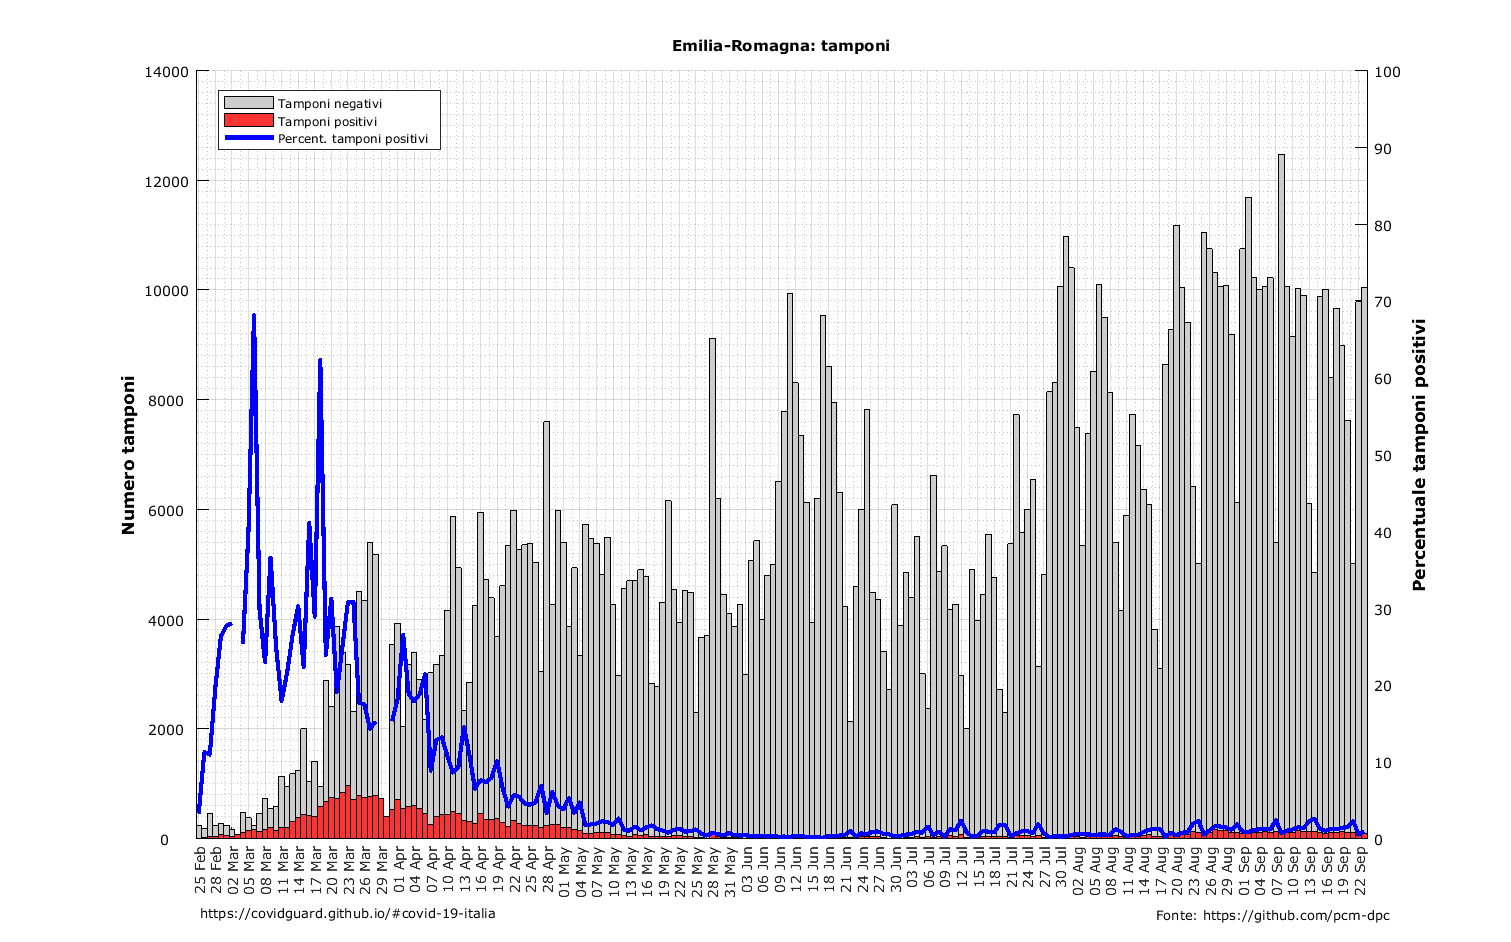 Emilia-Romagna: tamponi
Tamponi negativi
Tamponi positivi
Percent. tamponi positivi
Numero tamponi
14000
12000
10000
8000
6000
4000
2000
0
Percentuale tamponi positivi
100
90
80
70
60
50
40
30
20
10
0
25 Feb
28 Feb
02 Mar
05 Mar
08 Mar
11 Mar
14 Mar
17 Mar
20 Mar
23 Mar
26 Mar
29 Mar
01 Apr
04 Apr
07 Apr
10 Apr
13 Apr
16 Apr
19 Apr
22 Apr
25 Apr
28 Apr
01 May
04 May
07 May
10 May
13 May
16 May
19 May
22 May
25 May
28 May
31 May
03 Jun
06 Jun
09 Jun
12 Jun
15 Jun
18 Jun
21 Jun
24 Jun
27 Jun
30 Jun
03 Jul
06 Jul
09 Jul
12 Jul
15 Jul
18 Jul
21 Jul
24 Jul
27 Jul
30 Jul
02 Aug
05 Aug
08 Aug
11 Aug
14 Aug
17 Aug
20 Aug
23 Aug
26 Aug
29 Aug
01 Sep
04 Sep
07 Sep
10 Sep
13 Sep
16 Sep
19 Sep
22 Sep
https://covidguard.github.io/#covid-19-italia
Fonte: https://github.com/pcm-dpc